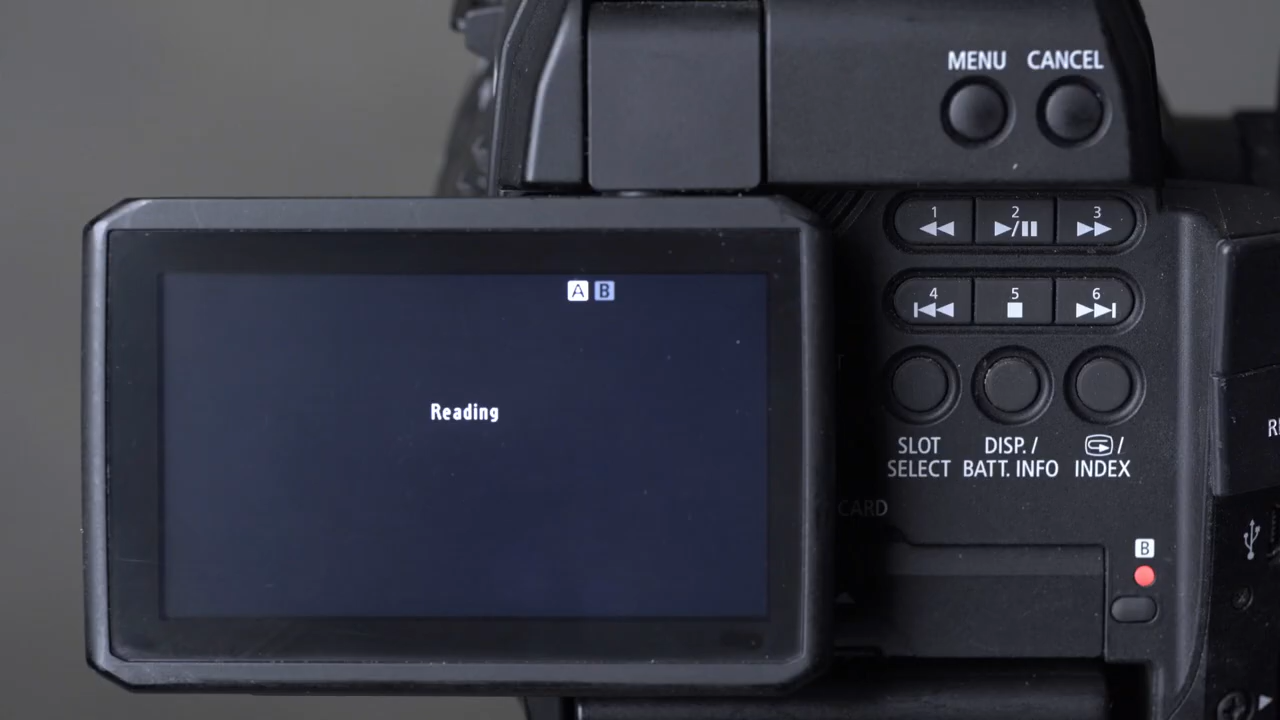 MENU CANCEL
1 2 3
4 5 6
A B
Reading
SLOT SELECT
DISP. / BATT. INFO
/ INDEX
CARD
B